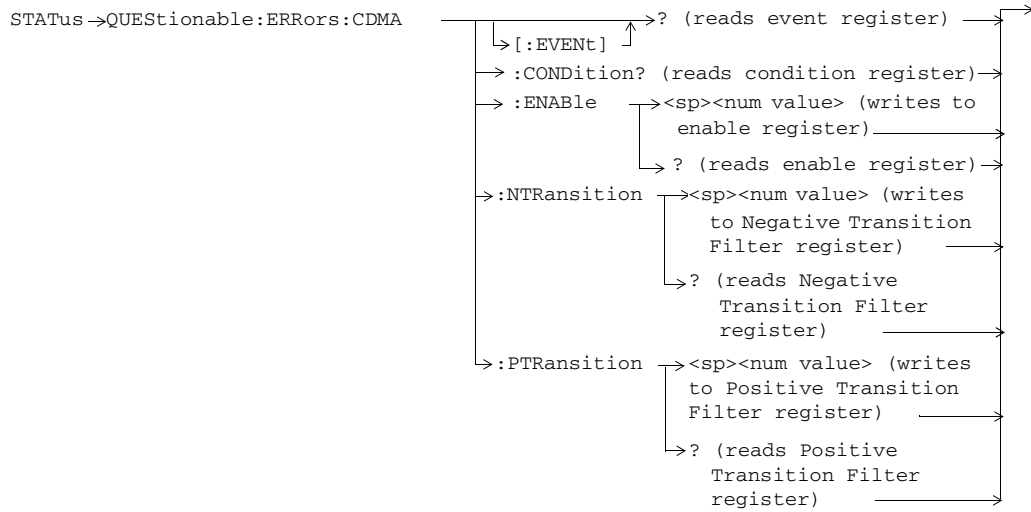 STATus QUEStionable:ERRors:CDMA ? (reads event register)
[:EVENt]
:CONDition? (reads condition register)
:ENABle <sp><num value> (writes to
enable register)
? (reads enable register)
:NTRansition <sp><num value> (writes
to Negative Transition
Filter register)
? (reads Negative
Transition Filter
register)
:PTRansition <sp><num value> (writes
to Positive Transition
Filter register)
? (reads Positive
Transition Filter
register)